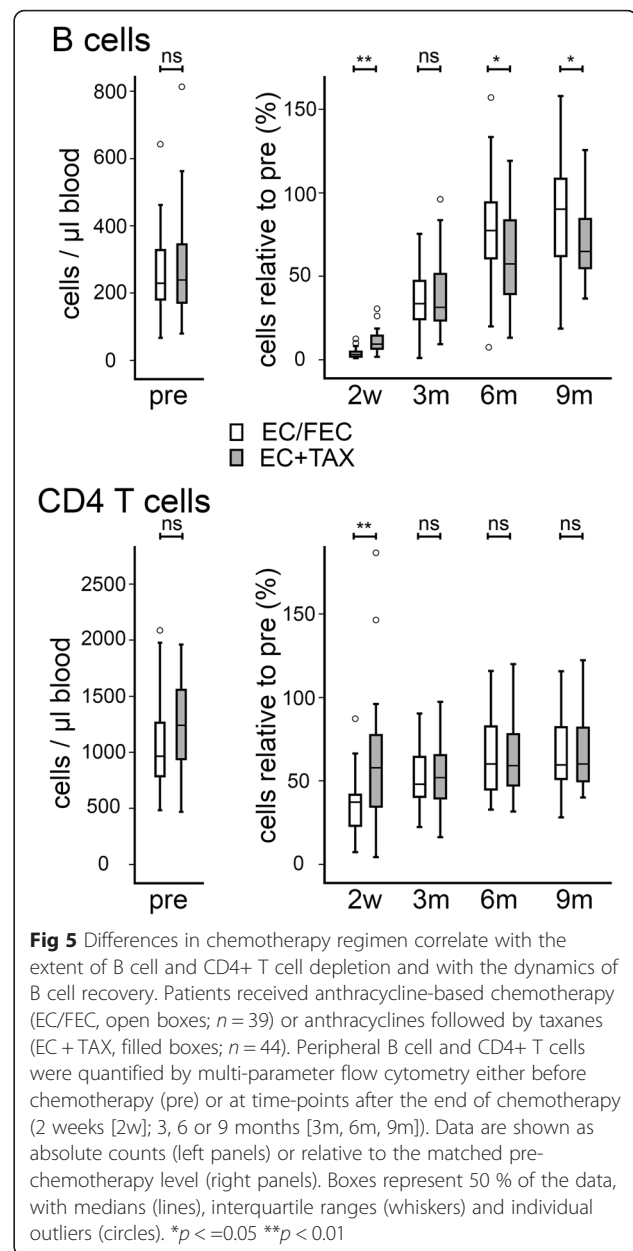 B cells
ns
** ns * *
800
600
400
200
0
cells / µl blood
pre
150
100
50
0
cells relative to pre (%)
2w 3m 6m 9m
EC/FEC
EC+TAX
CD4 T cells
ns
** ns ns ns
2500
2000
1500
1000
500
0
cells / µl blood
pre
150
100
50
0
cells relative to pre (%)
2w 3m 6m 9m
Fig 5 Differences in chemotherapy regimen correlate with the
extent of B cell and CD4+ T cell depletion and with the dynamics of
B cell recovery. Patients received anthracycline-based chemotherapy
(EC/FEC, open boxes; n = 39) or anthracyclines followed by taxanes
(EC + TAX, filled boxes; n = 44). Peripheral B cell and CD4+ T cells
were quantified by multi-parameter flow cytometry either before
chemotherapy (pre) or at time-points after the end of chemotherapy
(2 weeks [2w]; 3, 6 or 9 months [3m, 6m, 9m]). Data are shown as
absolute counts (left panels) or relative to the matched pre-
chemotherapy level (right panels). Boxes represent 50 % of the data,
with medians (lines), interquartile ranges (whiskers) and individual
outliers (circles). *p < =0.05 **p < 0.01